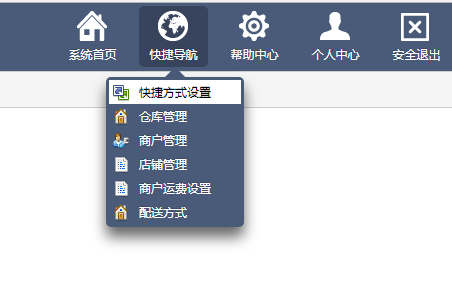 系统首页 快捷导航 帮助中心 个人中心 安全退出
快捷方式设置
仓库管理
商户管理
店铺管理
商户运费设置
配送方式